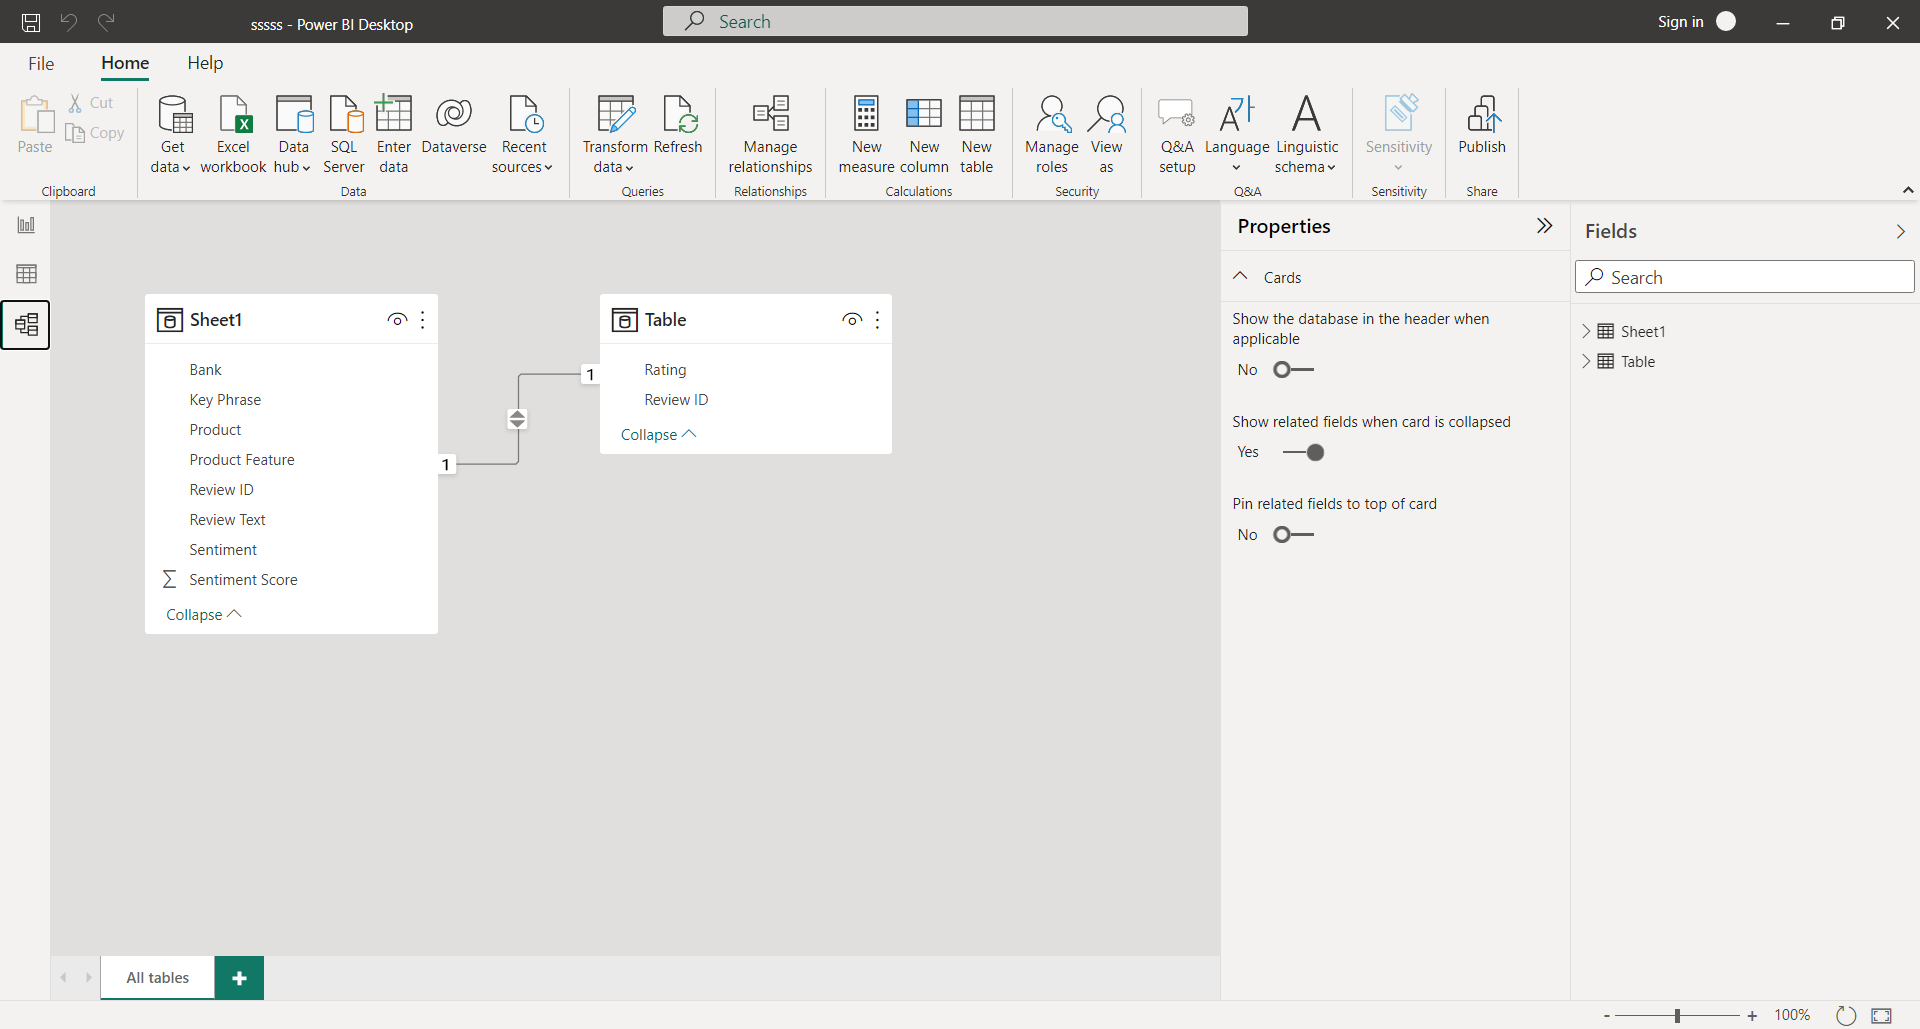 sssss - Power BI Desktop
Search
Sign in
File
Home
Help
Paste
Cut
Copy
Clipboard
Get
data
Excel
workbook
Data
hub
SQL
Server
Enter
data
Dataverse
Recent
sources
Data
Transform
data
Refresh
Queries
Manage
relationships
Relationships
New
measure
New
column
New
table
Calculations
Manage
roles
View
as
Security
Q&A
setup
Language
Linguistic
schema
Q&A
Sensitivity
Sensitivity
Publish
Share
Sheet1
Bank
Key Phrase
Product
Product Feature
Review ID
Review Text
Sentiment
Sentiment Score
Collapse
1
1
Table
Rating
Review ID
Collapse
Properties
Cards
Show the database in the header when
applicable
No
Show related fields when card is collapsed
Yes
Pin related fields to top of card
No
Fields
Search
Sheet1
Table
All tables
+
- + 100%